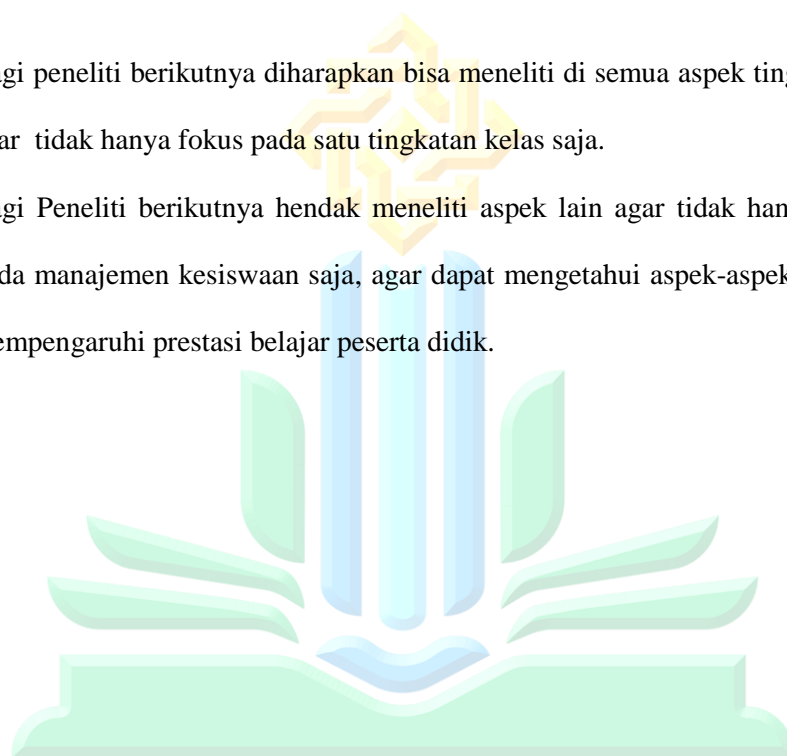 agi peneliti berikutnya diharapkan bisa meneliti di semua aspek ting
ar tidak hanya fokus pada satu tingkatan kelas saja.
agi Peneliti berikutnya hendak meneliti aspek lain agar tidak han
da manajemen kesiswaan saja, agar dapat mengetahui aspek-aspek
empengaruhi prestasi belajar peserta didik.